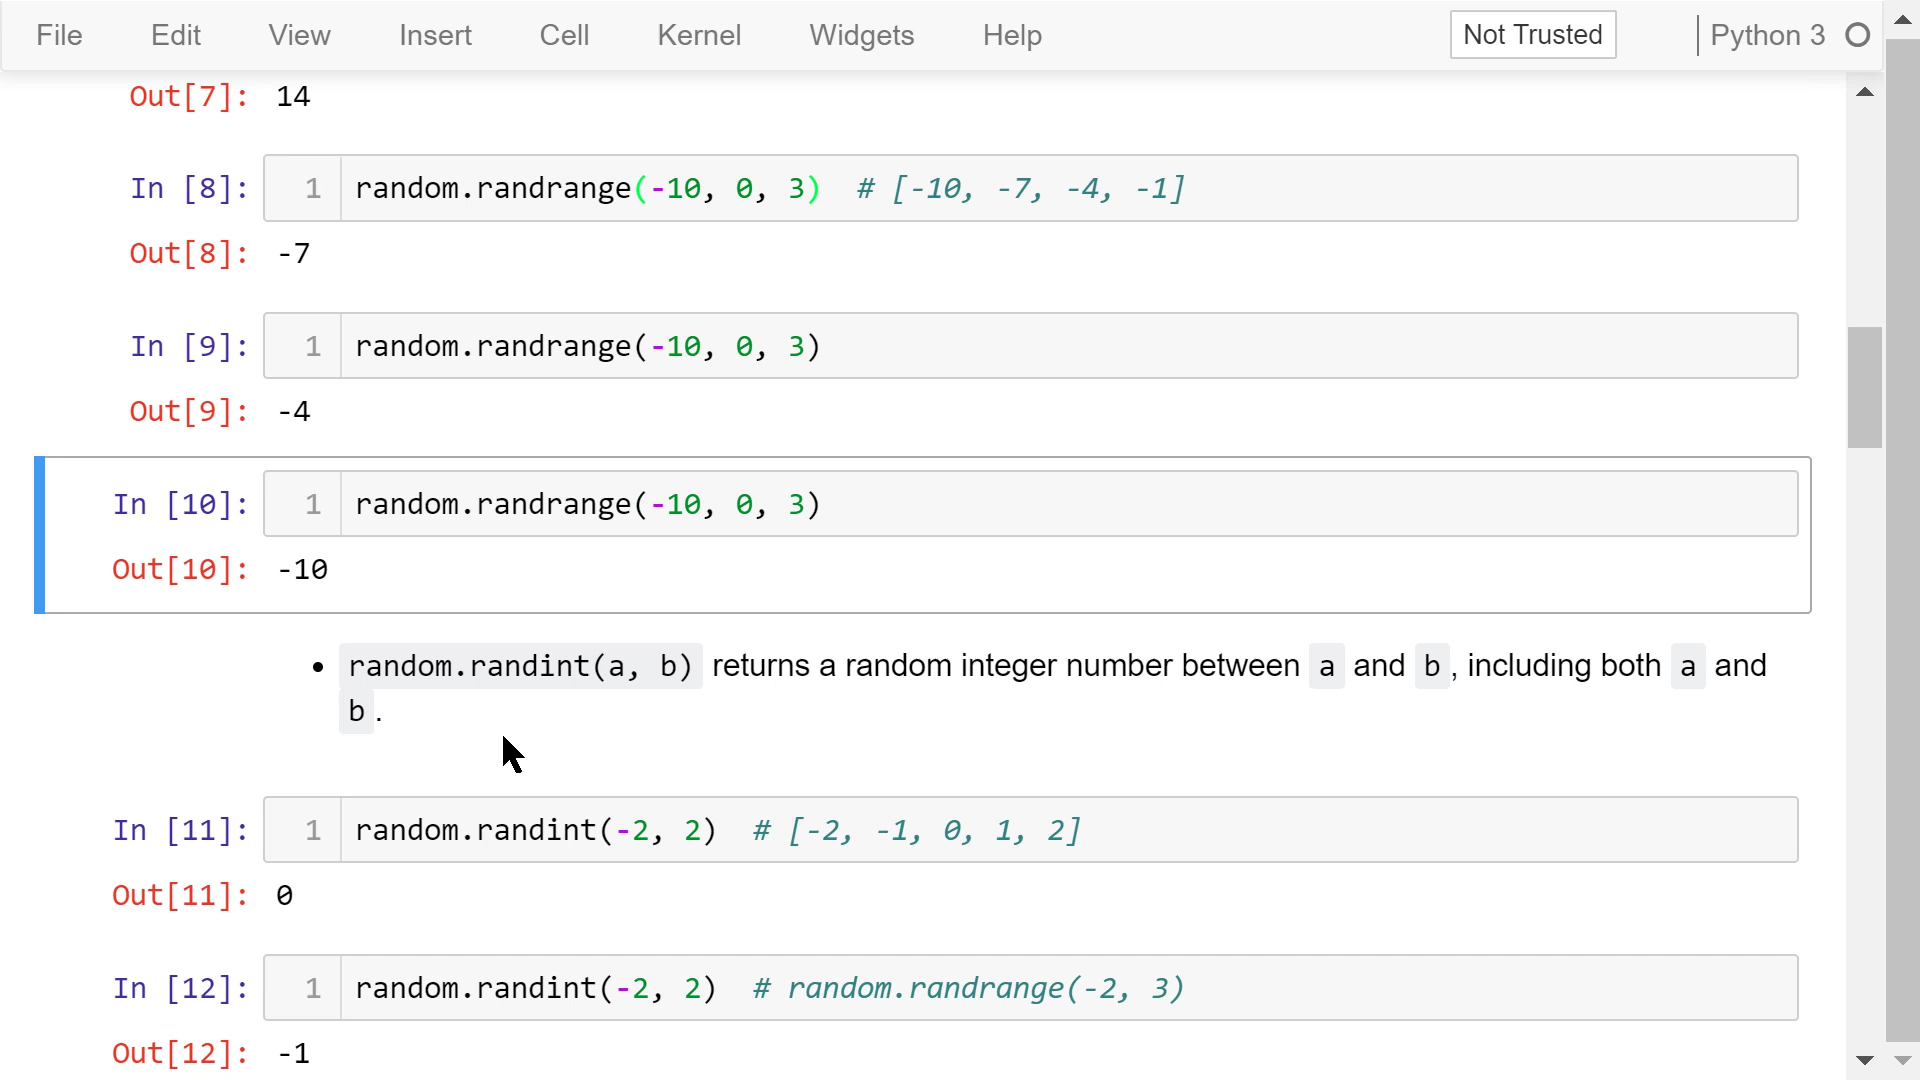 File Edit View Insert Cell Kernel Widgets Help Not Trusted Python 3
Out[7]: 14
In [8]: 1 random.randrange(-10, 0, 3)  # [-10, -7, -4, -1]
Out[8]: -7
In [9]: 1 random.randrange(-10, 0, 3)
Out[9]: -4
In [10]: 1 random.randrange(-10, 0, 3)
Out[10]: -10
• random.randint(a, b) returns a random integer number between a and b, including both a and
b.
In [11]: 1 random.randint(-2, 2)  # [-2, -1, 0, 1, 2]
Out[11]: 0
In [12]: 1 random.randint(-2, 2)  # random.randrange(-2, 3)
Out[12]: -1